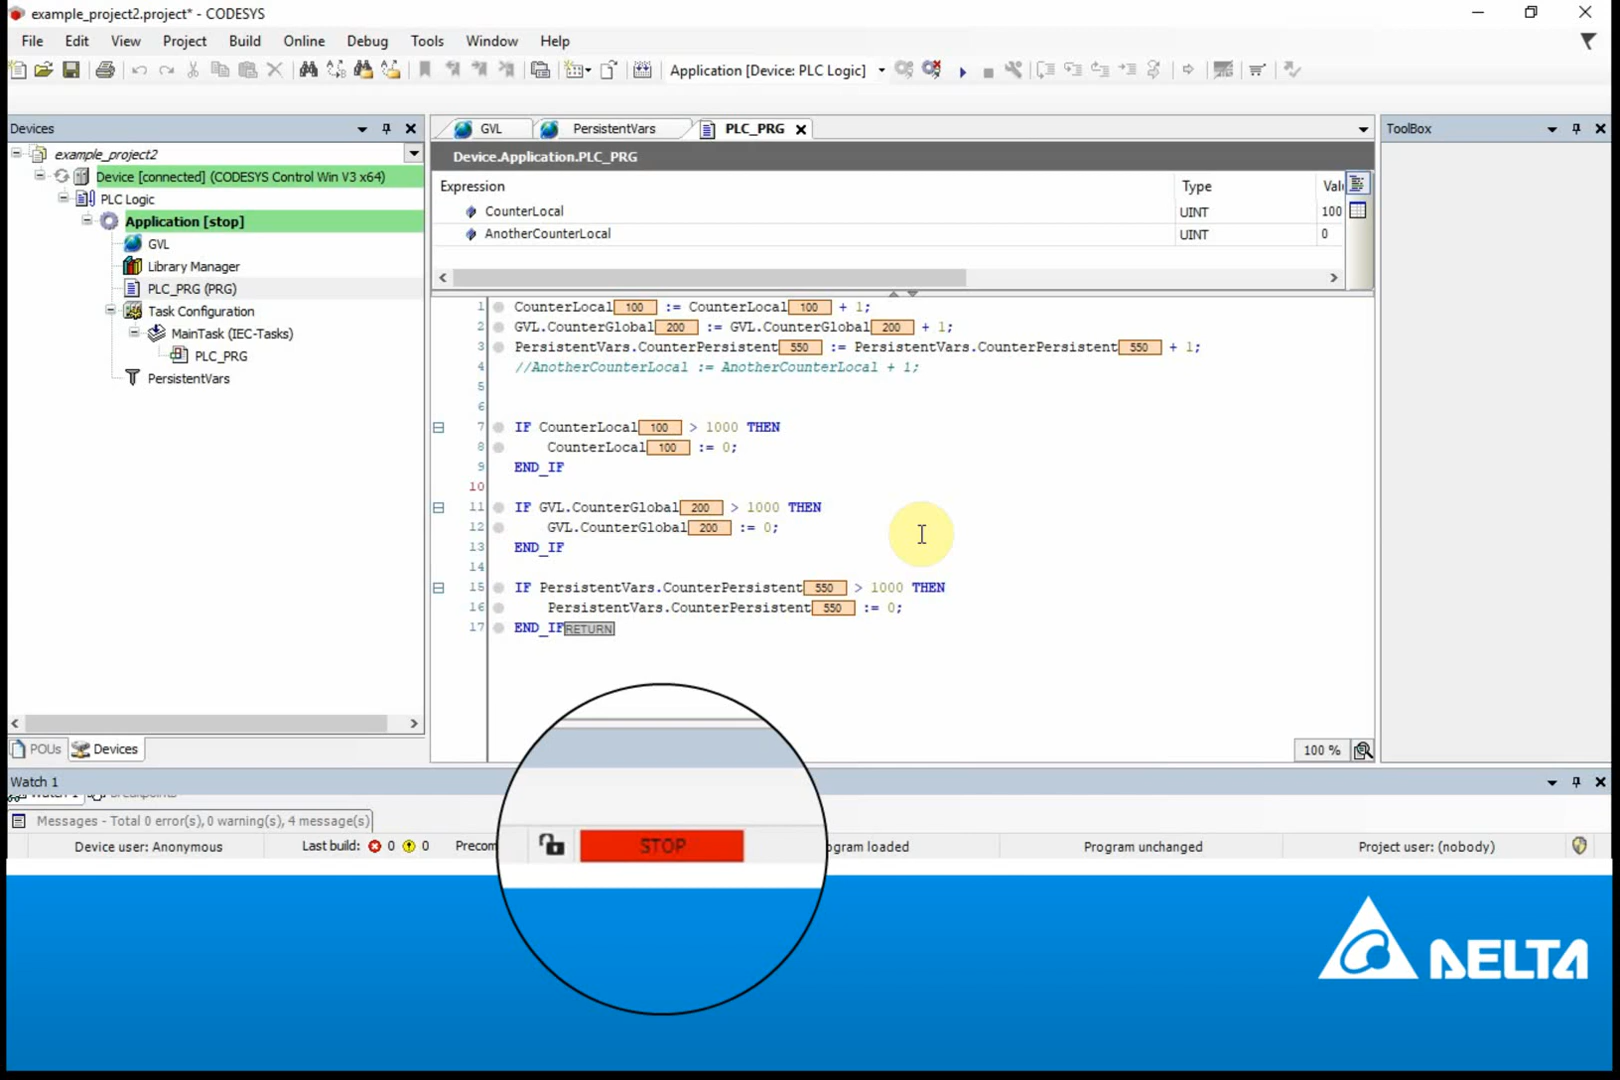 example_project2.project* - CODESYS
File Edit View Project Build Online Debug Tools Window Help
Application [Device: PLC Logic]
Devices
GVL PersistentVars PLC_PRG
ToolBox
example_project2
Device [connected] (CODESYS Control Win V3 x64)
PLC Logic
Application [stop]
GVL
Library Manager
PLC_PRG (PRG)
Task Configuration
MainTask (IEC-Tasks)
PLC_PRG
PersistentVars
POUs Devices
Device.Application.PLC_PRG
Expression Type
CounterLocal UINT 100
AnotherCounterLocal UINT 0
1 CounterLocal 100 := CounterLocal 100 + 1;
2 GVL.CounterGlobal 200 := GVL.CounterGlobal 200 + 1;
3 PersistentVars.CounterPersistent 550 := PersistentVars.CounterPersistent 550 + 1;
4 //AnotherCounterLocal := AnotherCounterLocal + 1;
5
6
7 IF CounterLocal 100 > 1000 THEN
8 CounterLocal 100 := 0;
9 END_IF
10
11 IF GVL.CounterGlobal 200 > 1000 THEN
12 GVL.CounterGlobal 200 := 0;
13 END_IF
14
15 IF PersistentVars.CounterPersistent 550 > 1000 THEN
16 PersistentVars.CounterPersistent 550 := 0;
17 END_IF RETURN
100 %
Watch 1
Messages - Total 0 error(s), 0 warning(s), 4 message(s)
Device user: Anonymous Last build: 0 0 Precom STOP ogram loaded Program unchanged Project user: (nobody)
DELTA